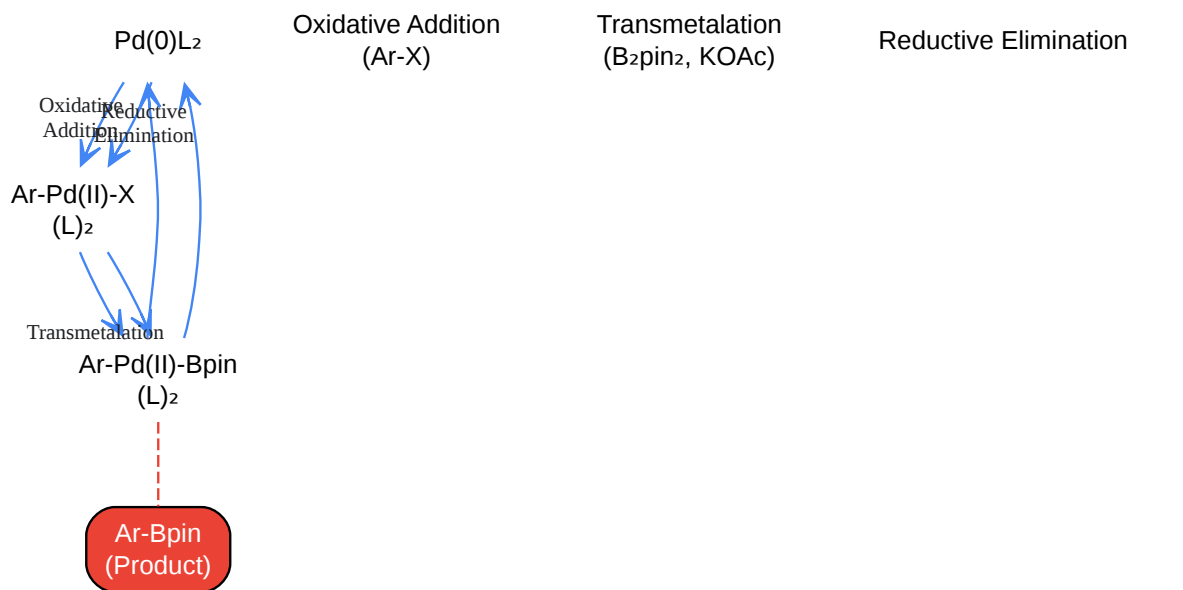 Pd(0)L₂
Oxidative Addition
(Ar-X)
Transmetalation
(B₂pin₂, KOAc)
Reductive Elimination
Oxidative
Addition
Reductive
Elimination
Ar-Pd(II)-X
(L)₂
Transmetalation
Ar-Pd(II)-Bpin
(L)₂
Ar-Bpin
(Product)